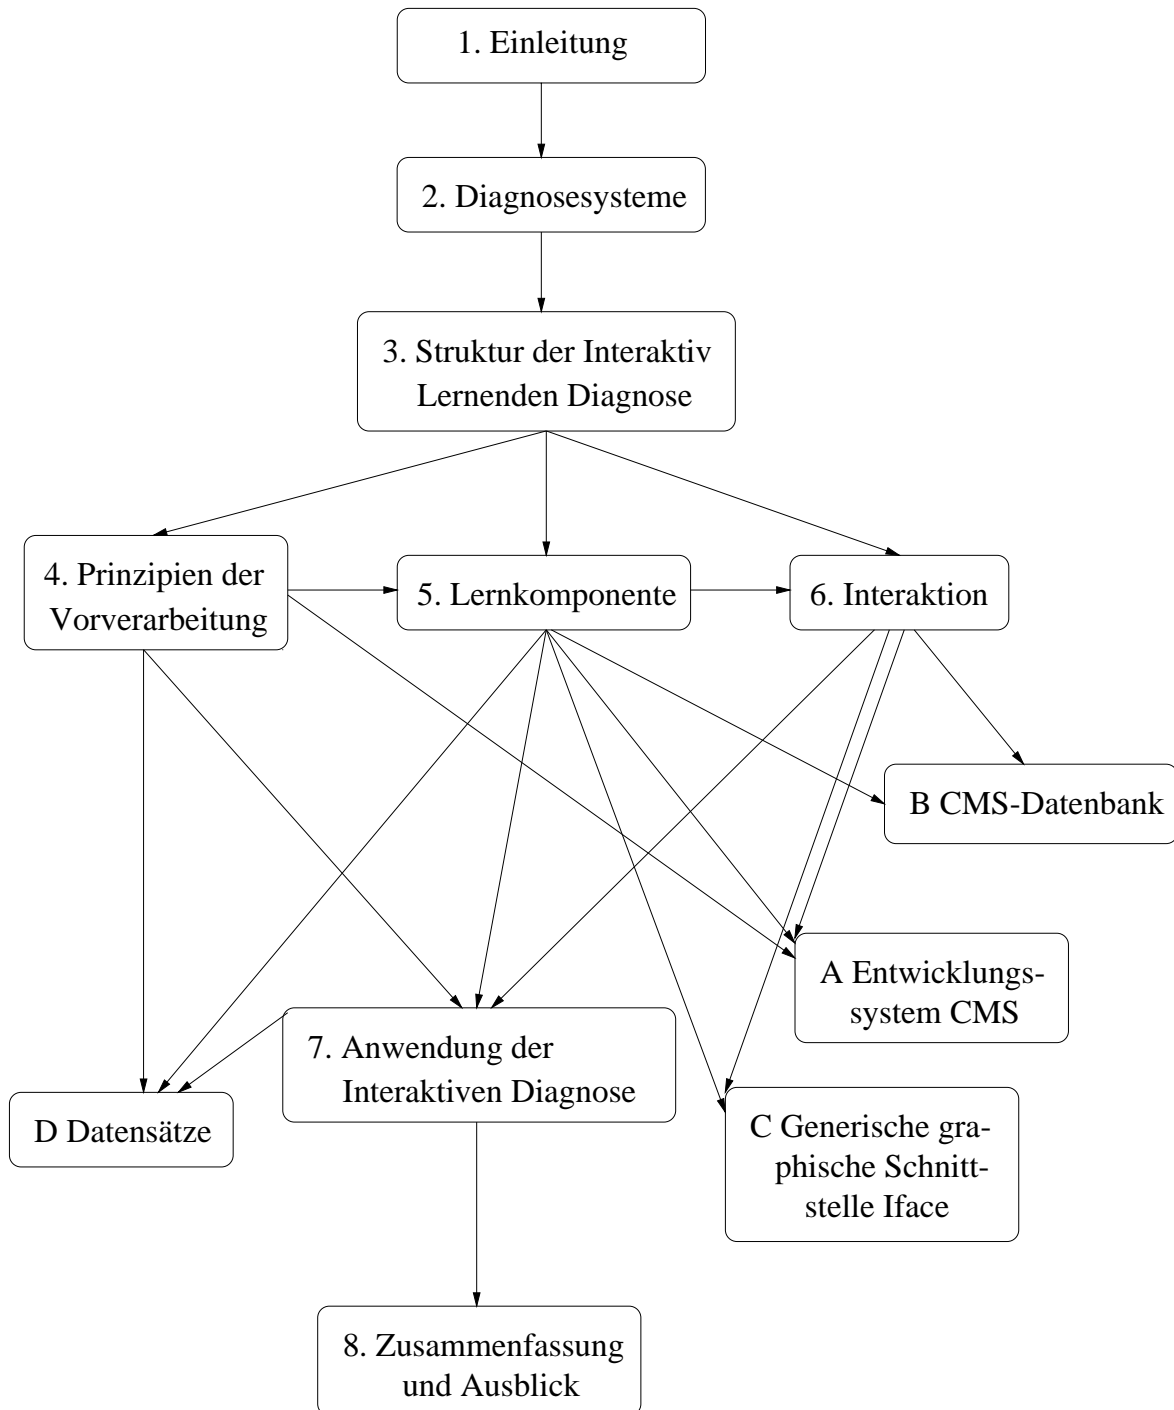 1. Einleitung
2. Diagnosesysteme
3. Struktur der Interaktiv
Lernenden Diagnose
4. Prinzipien der
Vorverarbeitung
5. Lernkomponente
6. Interaktion
B CMS-Datenbank
A Entwicklungs-
system CMS
7. Anwendung der
Interaktiven Diagnose
D Datensätze
C Generische gra-
phische Schnitt-
stelle Iface
8. Zusammenfassung
und Ausblick